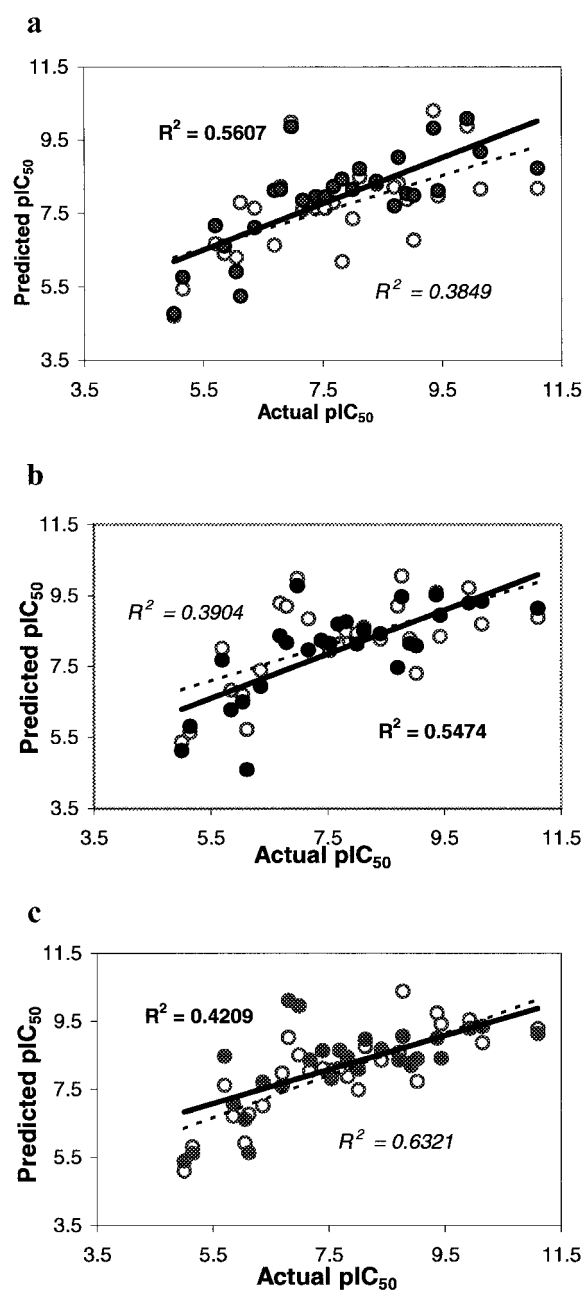 a
11.5
9.5
7.5
5.5
3.5
Predicted pIC50
R2 = 0.5607
R2 = 0.3849
3.5 5.5 7.5 9.5 11.5
Actual pIC50
b
11.5
9.5
7.5
5.5
3.5
Predicted pIC50
R2 = 0.3904
R2 = 0.5474
3.5 5.5 7.5 9.5 11.5
Actual pIC50
c
11.5
9.5
7.5
5.5
3.5
Predicted pIC50
R2 = 0.4209
R2 = 0.6321
3.5 5.5 7.5 9.5 11.5
Actual pIC50